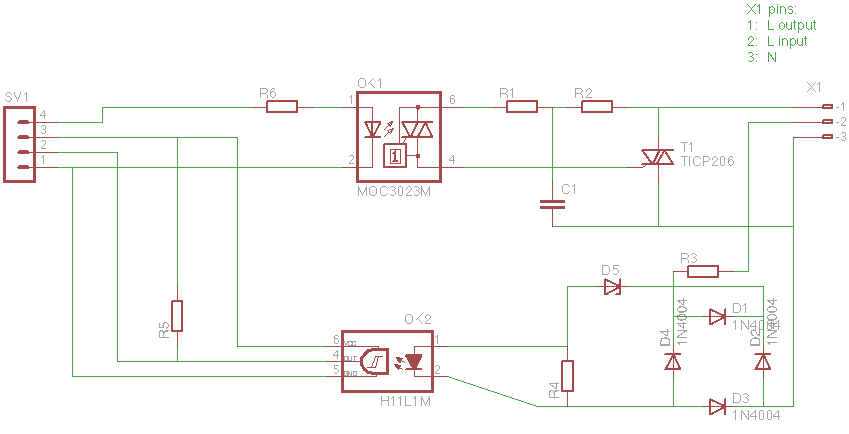 X1 pins:
1: L output
2: L input
3: N
SV1
4
3
2
1
R6
OK1
1
2
6
4
1
MOC3023M
R1
R2
X1
-1
-2
-3
T1
TICP206
C1
R3
D5
D1
1N4004
D2
1N4004
D4
1N4004
D3
1N4004
R4
R5
OK2
6
4
5
VCC
OUT
GND
1
2
H11L1M